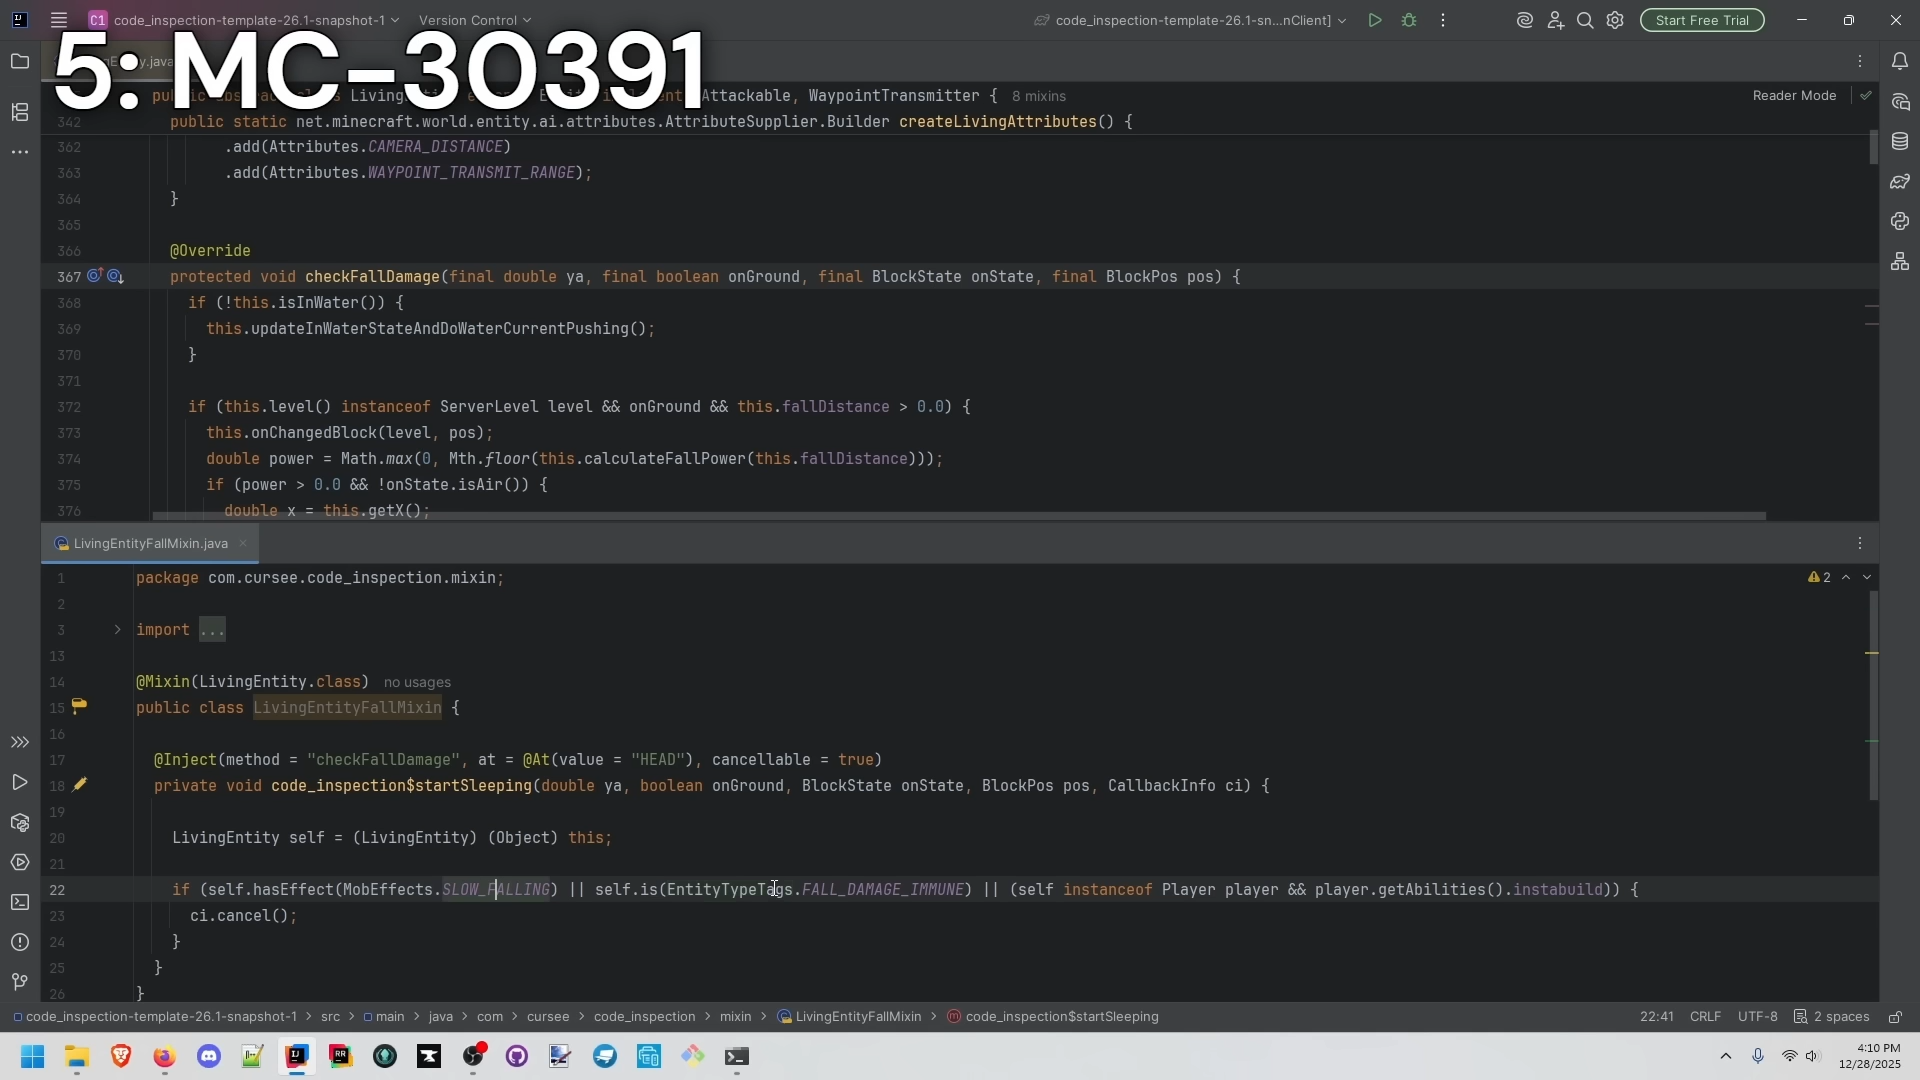 C1 code_inspection-template-26.1-snapshot-1 Version Control code_inspection-template-26.1-sn...nClient] Start Free Trial
5: MC-30391
Attackable, WaypointTransmitter { 8 mixins Reader Mode
342 public static net.minecraft.world.entity.ai.attributes.AttributeSupplier.Builder createLivingAttributes() {
362 .add(Attributes.CAMERA_DISTANCE)
363 .add(Attributes.WAYPOINT_TRANSMIT_RANGE);
364 }
365
366 @Override
367 protected void checkFallDamage(final double ya, final boolean onGround, final BlockState onState, final BlockPos pos) {
368 if (!this.isInWater()) {
369 this.updateInWaterStateAndDoWaterCurrentPushing();
370 }
371
372 if (this.level() instanceof ServerLevel level && onGround && this.fallDistance > 0.0) {
373 this.onChangedBlock(level, pos);
374 double power = Math.max(0, Mth.floor(this.calculateFallPower(this.fallDistance)));
375 if (power > 0.0 && !onState.isAir()) {
376 double x = this.getX();
LivingEntityFallMixin.java
1 package com.cursee.code_inspection.mixin; 2
2
3 import ...
13
14 @Mixin(LivingEntity.class) no usages
15 public class LivingEntityFallMixin {
16
17 @Inject(method = "checkFallDamage", at = @At(value = "HEAD"), cancellable = true)
18 private void code_inspection$startSleeping(double ya, boolean onGround, BlockState onState, BlockPos pos, CallbackInfo ci) {
19
20 LivingEntity self = (LivingEntity) (Object) this;
21
22 if (self.hasEffect(MobEffects.SLOW_FALLING) || self.is(EntityTypeTags.FALL_DAMAGE_IMMUNE) || (self instanceof Player player && player.getAbilities().instabuild)) {
23 ci.cancel();
24 }
25 }
26 }
code_inspection-template-26.1-snapshot-1 > src > main > java > com > cursee > code_inspection > mixin > LivingEntityFallMixin > code_inspection$startSleeping 22:41 CRLF UTF-8 2 spaces
4:10 PM
12/28/2025